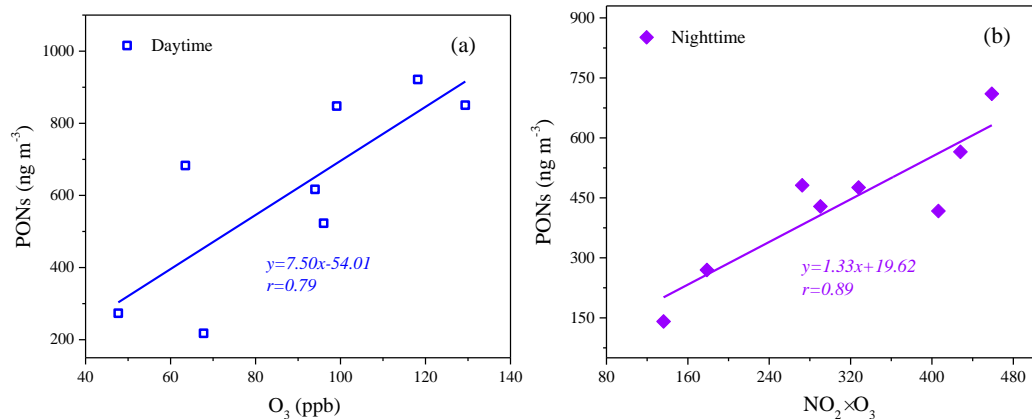 Daytime
(a)
1000
800
600
400
200
PONs (ng m⁻³)
y=7.50x-54.01
r=0.79
40 60 80 100 120 140
O₃ (ppb)
Nighttime
(b)
900
750
600
450
300
150
PONs (ng m⁻³)
y=1.33x+19.62
r=0.89
80 160 240 320 400 480
NO₂×O₃